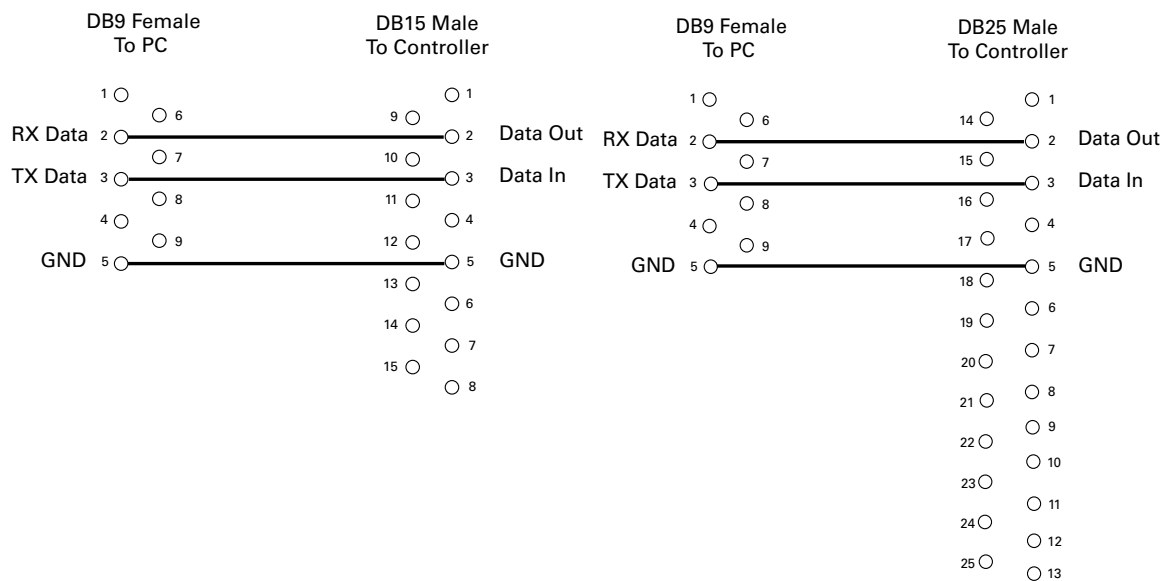 DB9 Female
To PC
DB15 Male
To Controller
1
6
9
1
RX Data 2
2 Data Out
7
10
TX Data 3
3 Data In
8
11
4
4
9
12
GND 5
5 GND
13
6
14
7
15
8
DB9 Female
To PC
DB25 Male
To Controller
1
6
14
1
RX Data 2
2 Data Out
7
15
TX Data 3
3 Data In
8
16
4
4
9
17
GND 5
5 GND
18
6
19
7
20
8
21
9
22
10
23
11
24
12
25
13